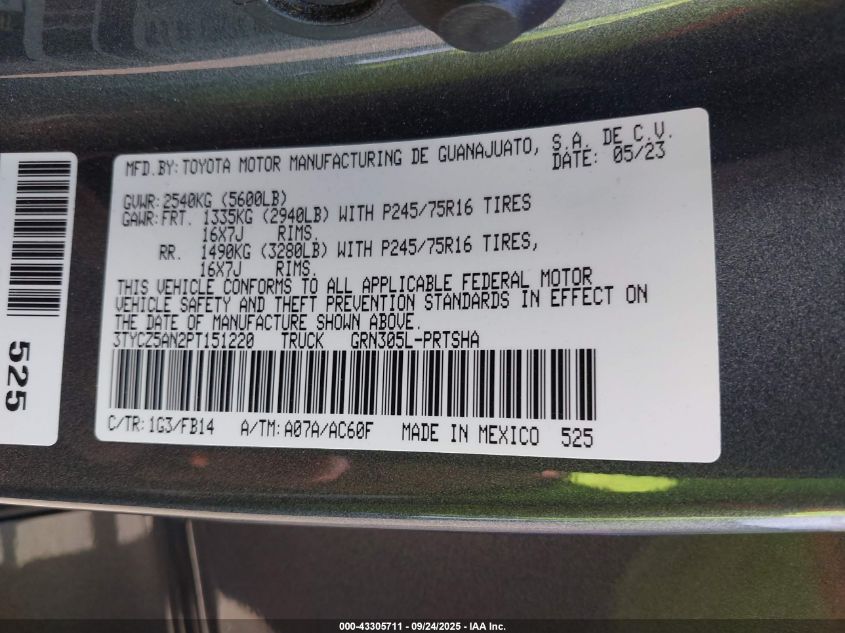 MFD.BY:TOYOTA MOTOR MANUFACTURING DE GUANAJUATO, S.A. DE C.V.
DATE: 05/23
GVWR:2540KG (5600LB)
GAWR:FRT. 1335KG (2940LB) WITH P245/75R16 TIRES
16X7J RIMS.
RR. 1490KG (3280LB) WITH P245/75R16 TIRES,
16X7J RIMS.
THIS VEHICLE CONFORMS TO ALL APPLICABLE FEDERAL MOTOR
VEHICLE SAFETY AND THEFT PREVENTION STANDARDS IN EFFECT ON
THE DATE OF MANUFACTURE SHOWN ABOVE.
3TYCZ5AN2PT151220 TRUCK GRN305L-PRTSHA
C/TR:1G3/FB14 A/TM:A07A/AC60F MADE IN MEXICO 525
525
000-43305711 - 09/24/2025 - IAA Inc.